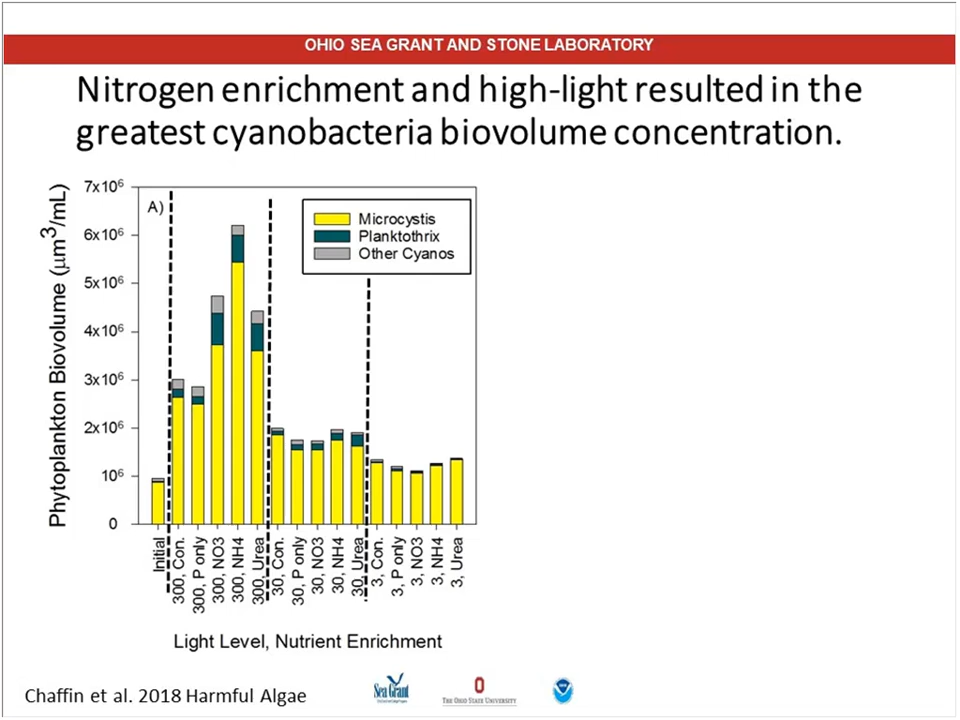 OHIO SEA GRANT AND STONE LABORATORY
Nitrogen enrichment and high-light resulted in the
greatest cyanobacteria biovolume concentration.
Phytoplankton Biovolume (μm³/mL)
7x10⁶
6x10⁶
5x10⁶
4x10⁶
3x10⁶
2x10⁶
10⁶
0
A)
Microcystis
Planktothrix
Other Cyanos
Initial
300, Con.
300, P only
300, NO3
300, NH4
300, Urea
30, Con.
30, P only
30, NO3
30, NH4
30, Urea
3, Con.
3, P only
3, NO3
3, NH4
3, Urea
Light Level, Nutrient Enrichment
Chaffin et al. 2018 Harmful Algae
Sea Grant
THE OHIO STATE UNIVERSITY